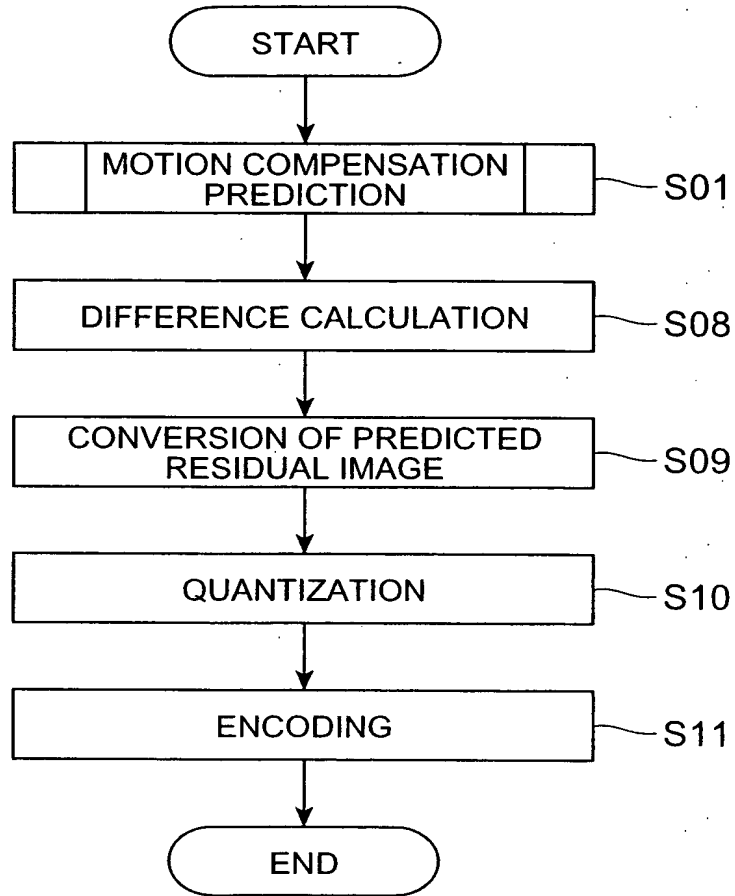 START
MOTION COMPENSATION
PREDICTION
S01
DIFFERENCE CALCULATION
S08
CONVERSION OF PREDICTED
RESIDUAL IMAGE
S09
QUANTIZATION
S10
ENCODING
S11
END